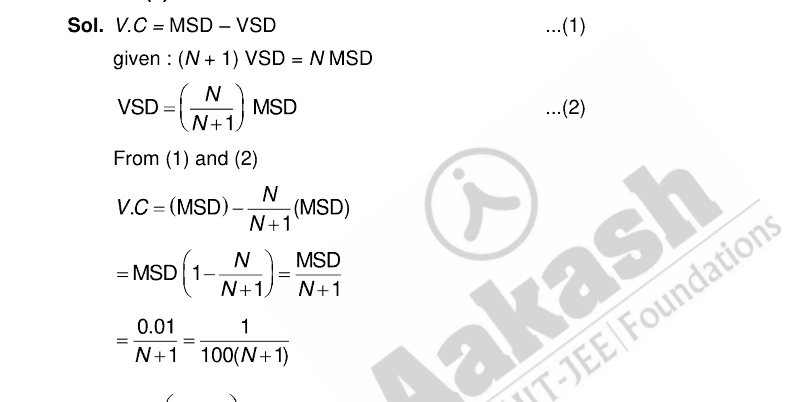 Sol. V.C = MSD – VSD ...(1)
given : (N + 1) VSD = N MSD
VSD = (N/(N+1)) MSD ...(2)
From (1) and (2)
V.C = (MSD) – N/(N+1) (MSD)
= MSD (1 – N/(N+1)) = MSD/(N+1)
= 0.01/(N+1) = 1/(100(N+1))
Aakash
IIT-JEE | Foundations